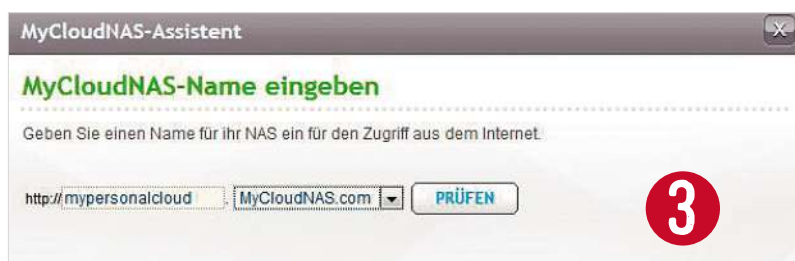 MyCloudNAS-Assistent X
MyCloudNAS-Name eingeben
Geben Sie einen Name für ihr NAS ein für den Zugriff aus dem Internet.
http:// mypersonalcloud . MyCloudNAS.com PRÜFEN
3